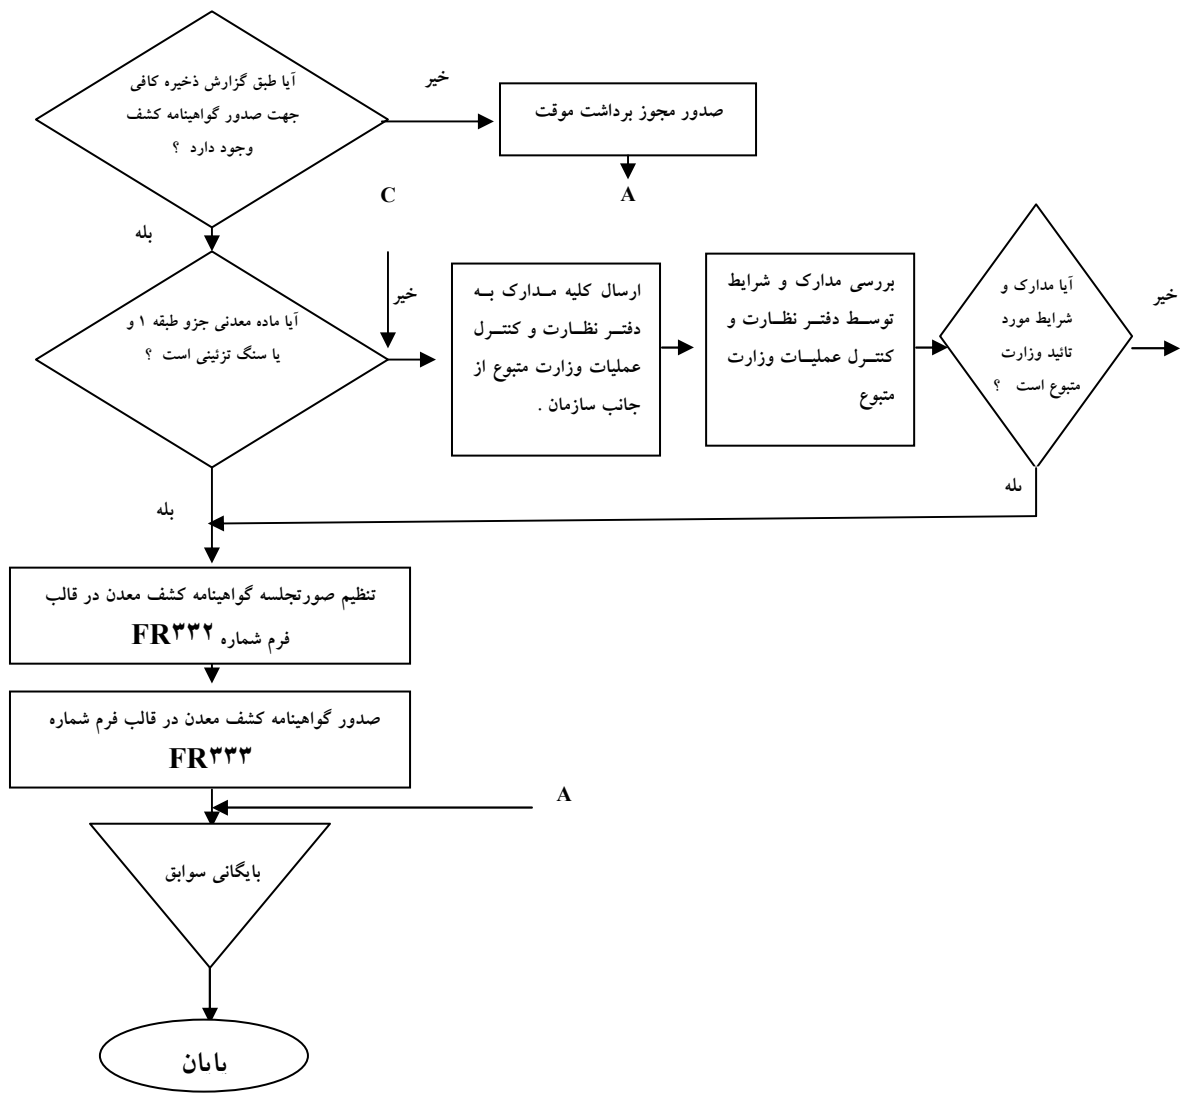 آیا طبق گزارش ذخیره کافی
جهت صدور گواهینامه کشف
وجود دارد ؟
خیر
صدور مجوز برداشت موقت
A
C
بله
آیا ماده معدنی جزو طبقه ۱ و
یا سنگ تزئینی است ؟
خیر
ارسال کلیه مدارک به
دفتر نظارت و کنترل
عملیات وزارت متبوع از
جانب سازمان .
بررسی مدارک و شرایط
توسط دفتر نظارت و
کنترل عملیات وزارت
متبوع
آیا مدارک و
شرایط مورد
تائید وزارت
متبوع است ؟
خیر
بله
بله
تنظیم صورتجلسه گواهینامه کشف معدن در قالب
فرم شماره FR۳۳۲
صدور گواهینامه کشف معدن در قالب فرم شماره
FR۳۳۳
A
بایگانی سوابق
پایان